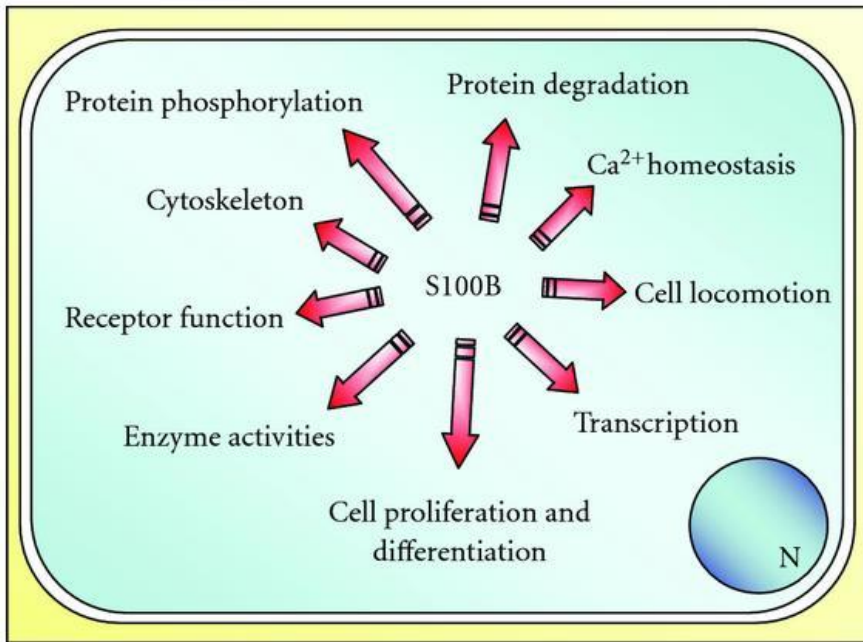 Protein phosphorylation
Protein degradation
Ca²⁺ homeostasis
Cytoskeleton
S100B
Cell locomotion
Receptor function
Enzyme activities
Transcription
Cell proliferation and
differentiation
N